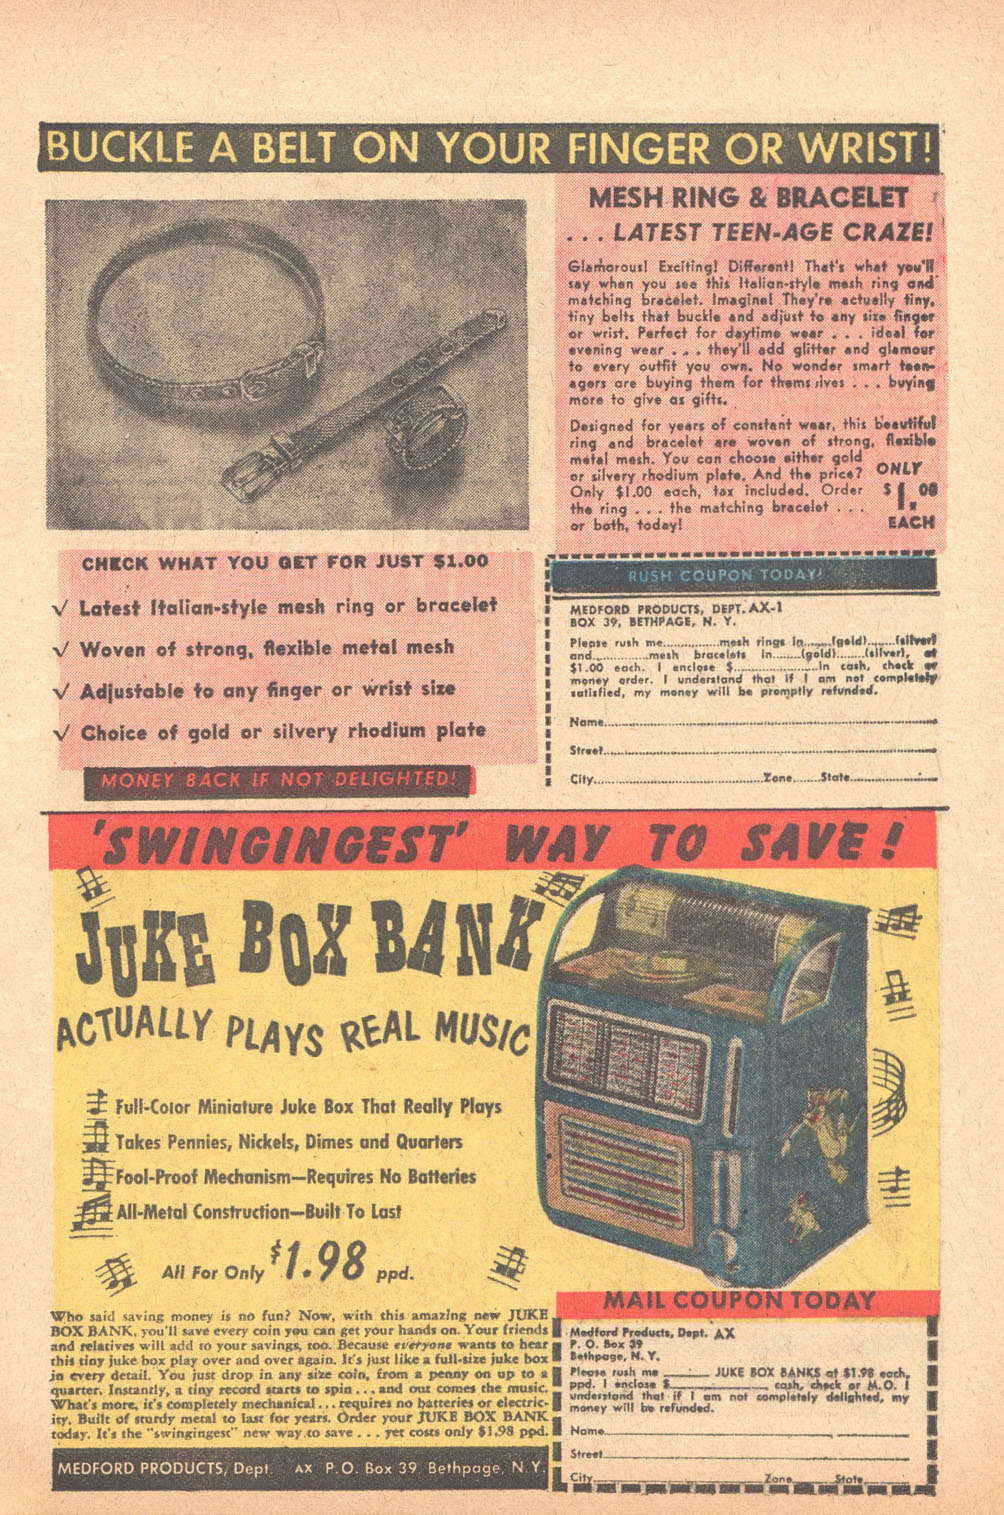 BUCKLE A BELT ON YOUR FINGER OR WRIST!
MESH RING & BRACELET
. . . LATEST TEEN-AGE CRAZE!
Glamorous! Exciting! Different! That's what you'll
say when you see this Italian-style mesh ring and
matching bracelet. Imagine! They're actually tiny,
tiny belts that buckle and adjust to any size finger
or wrist. Perfect for daytime wear . . . ideal for
evening wear . . . they'll add glitter and glamour
to every outfit you own. No wonder smart teen-
agers are buying them for themselves . . . buying
more to give as gifts.
Designed for years of constant wear, this beautiful
ring and bracelet are woven of strong, flexible
metal mesh. You can choose either gold
or silvery rhodium plate. And the price?
Only $1.00 each, tax included. Order
the ring . . . the matching bracelet . . .
or both, today!
ONLY
$1.00
EACH
CHECK WHAT YOU GET FOR JUST $1.00
√ Latest Italian-style mesh ring or bracelet
√ Woven of strong, flexible metal mesh
√ Adjustable to any finger or wrist size
√ Choice of gold or silvery rhodium plate
MONEY BACK IF NOT DELIGHTED!
RUSH COUPON TODAY!
MEDFORD PRODUCTS, DEPT. AX-1
BOX 39, BETHPAGE, N. Y.
Please rush me..............mesh rings in.......(gold).......(silver)
and.............mesh bracelets in.......(gold).......(silver), at
$1.00 each. I enclose $.....................in cash, check or
money order. I understand that if I am not completely
satisfied, my money will be promptly refunded.
Name....................
Street....................
City....................Zone.......State....................
'SWINGINGEST' WAY TO SAVE!
JUKE BOX BANK
ACTUALLY PLAYS REAL MUSIC
Full-Color Miniature Juke Box That Really Plays
Takes Pennies, Nickels, Dimes and Quarters
Fool-Proof Mechanism—Requires No Batteries
All-Metal Construction—Built To Last
All For Only $1.98 ppd.
Who said saving money is no fun? Now, with this amazing new JUKE
BOX BANK, you'll save every coin you can get your hands on. Your friends
and relatives will add to your savings, too. Because everyone wants to hear
this tiny juke box play over and over again. It's just like a full-size juke box
in every detail. You just drop in any size coin, from a penny on up to a
quarter. Instantly, a tiny record starts to spin . . . and out comes the music.
What's more, it's completely mechanical . . . requires no batteries or electric-
ity. Built of sturdy metal to last for years. Order your JUKE BOX BANK
today. It's the "swingingest" new way to save . . . yet costs only $1.98 ppd.
MEDFORD PRODUCTS, Dept. AX P.O. Box 39 Bethpage, N.Y.
MAIL COUPON TODAY
Medford Products, Dept. AX
P. O. Box 39
Bethpage, N. Y.
Please rush me ________ JUKE BOX BANKS at $1.98 each,
ppd. I enclose $________________ cash, check or M.O. I
understand that if I am not completely delighted, my
money will be refunded.
Name____________________
Street____________________
City____________________Zone______State__________